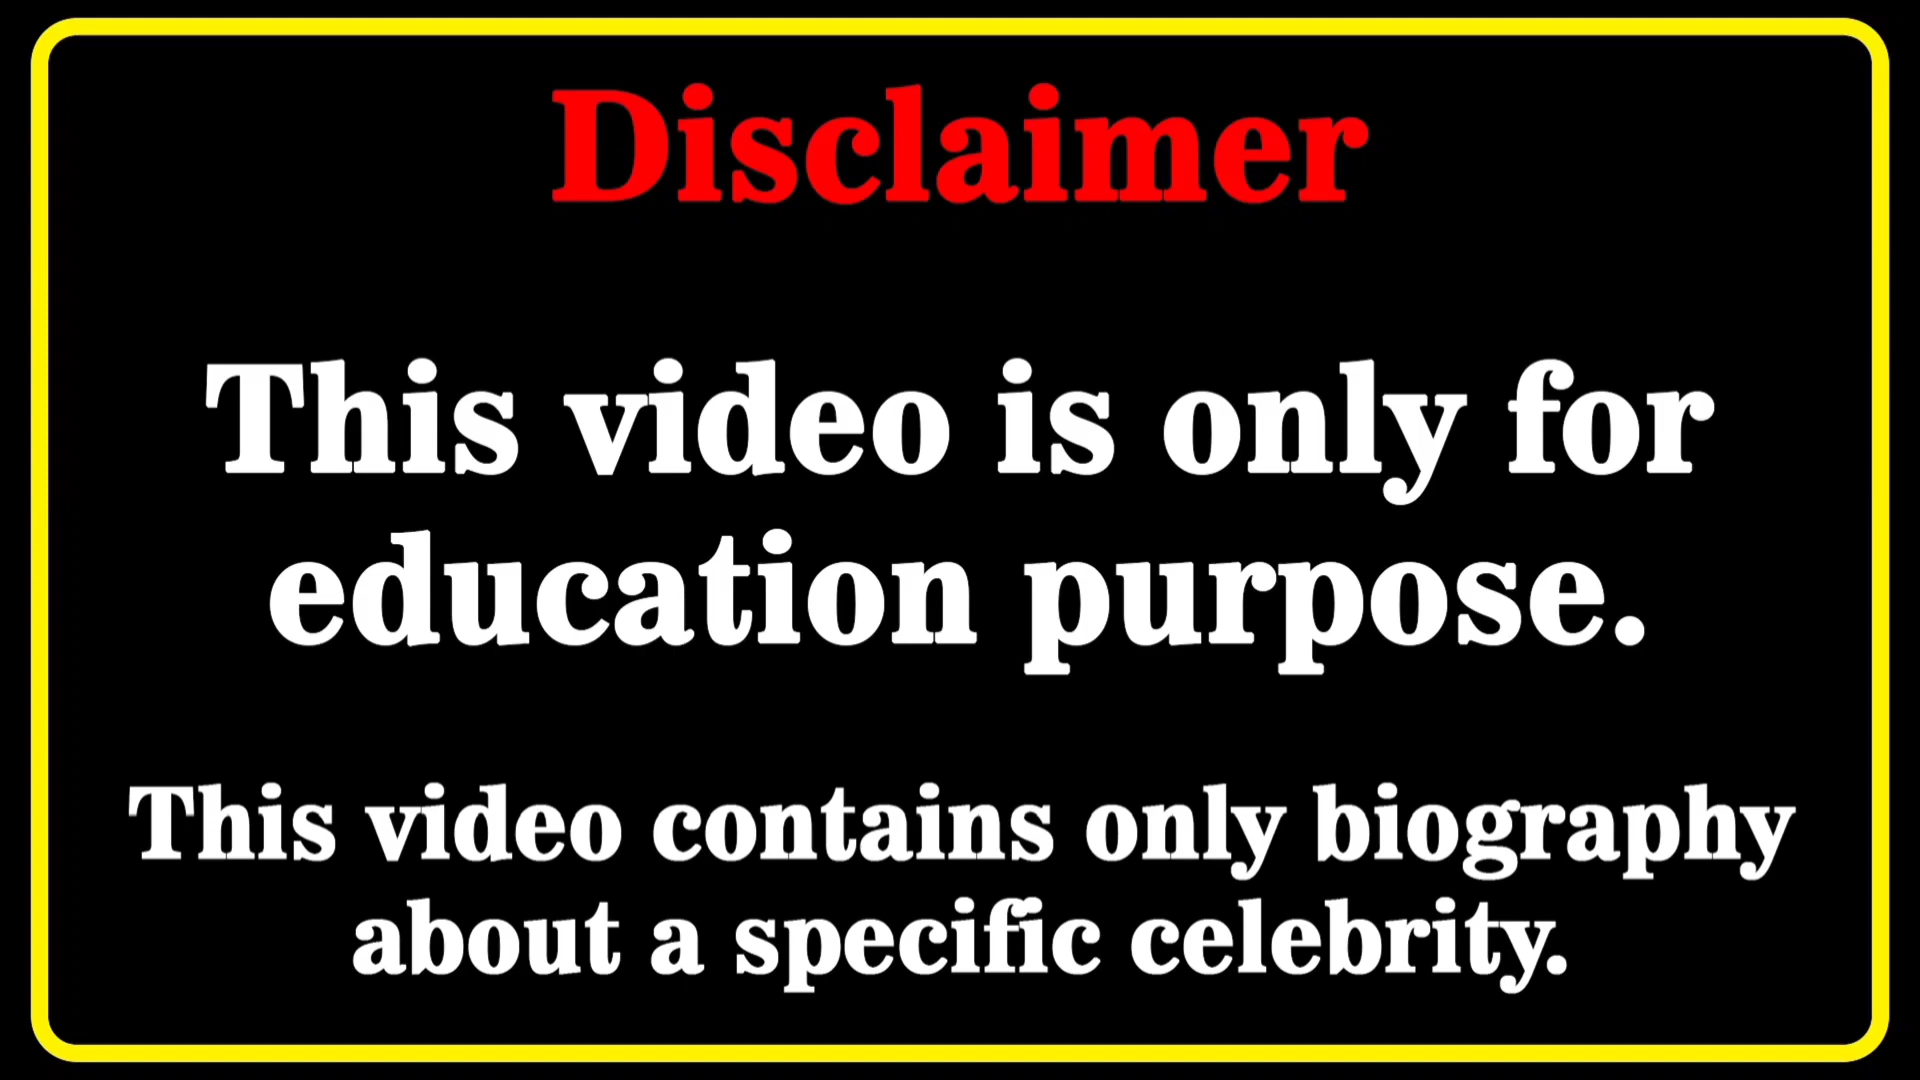 Disclaimer
This video is only for
education purpose.
This video contains only biography
about a specific celebrity.